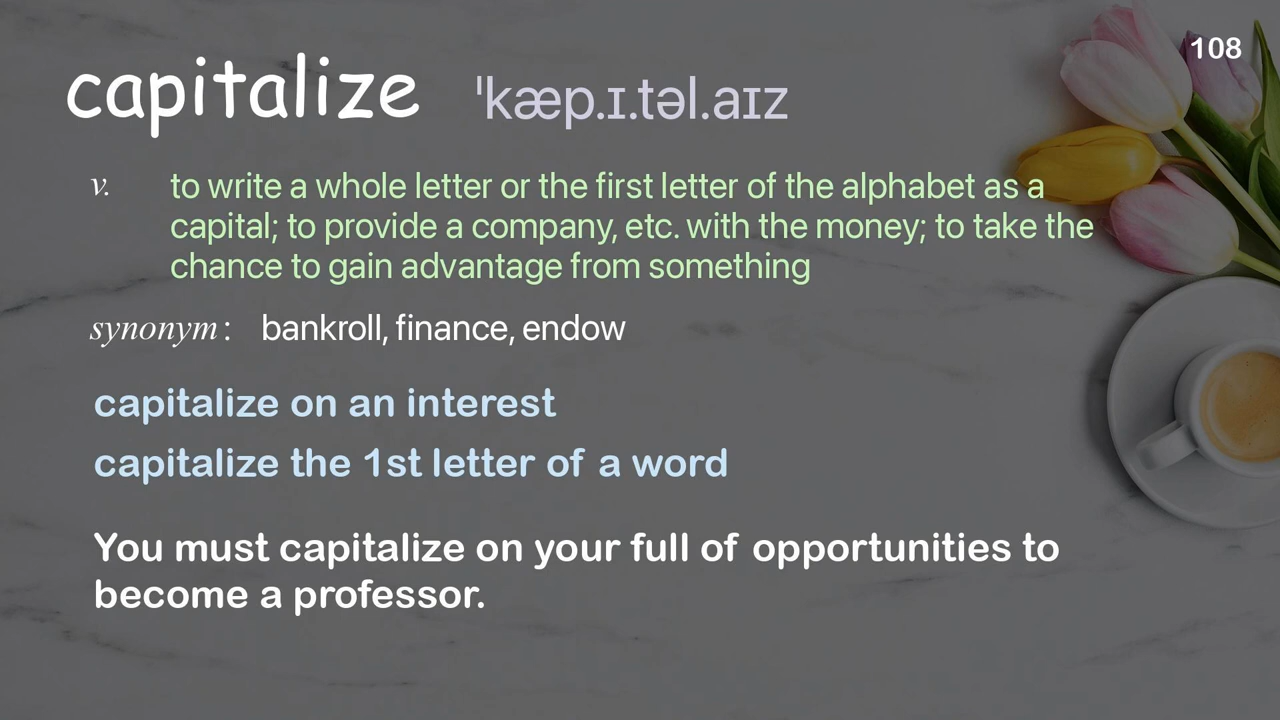 108
capitalize ˈkæp.ɪ.təl.aɪz
v. to write a whole letter or the first letter of the alphabet as a
capital; to provide a company, etc. with the money; to take the
chance to gain advantage from something
synonym: bankroll, finance, endow
capitalize on an interest
capitalize the 1st letter of a word
You must capitalize on your full of opportunities to
become a professor.